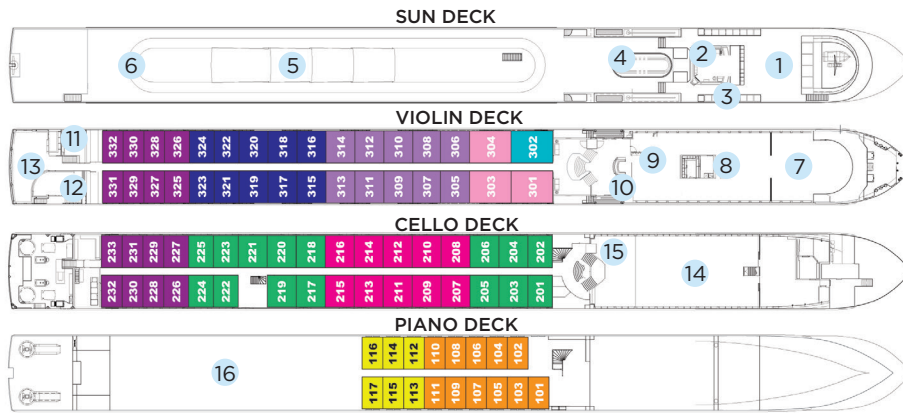 SUN DECK
6 5 4 2 1
3
VIOLIN DECK
11 332 330 328 326 324 322 320 318 316 314 312 310 308 306 304 302
13 9 8 7
12 331 329 327 325 323 321 319 317 315 313 311 309 307 305 303 301 10
CELLO DECK
233 231 229 227 225 223 221 220 218 216 214 212 210 208 206 204 202 15
14
232 230 228 226 224 222 219 217 215 213 211 209 207 205 203 201
PIANO DECK
116 114 112 110 108 106 104 102
16
117 115 113 111 109 107 105 103 101